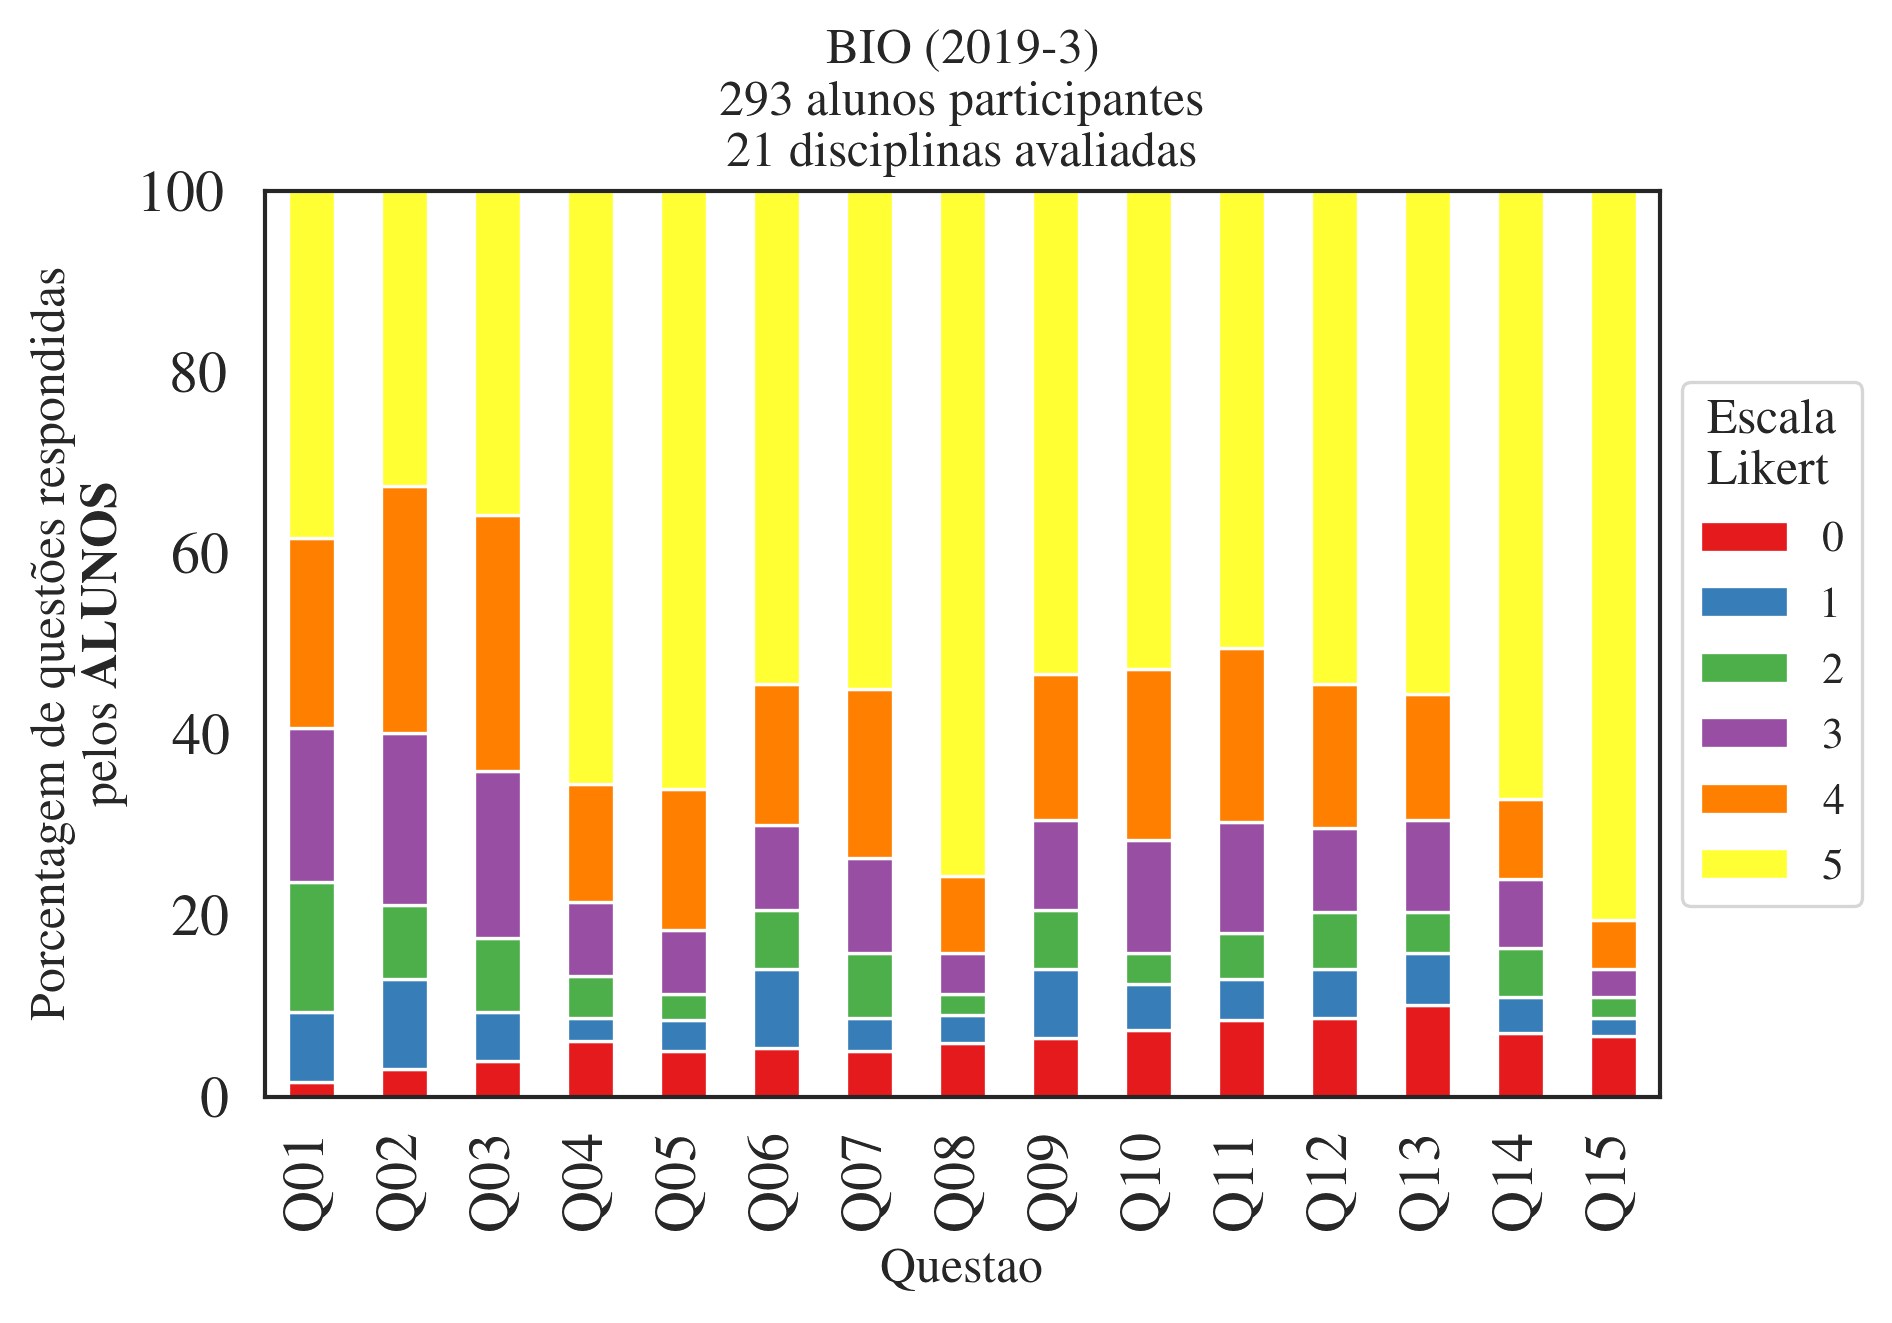 BIO (2019-3)
293 alunos participantes
21 disciplinas avaliadas
Porcentagem de questões respondidas
pelos ALUNOS
100
80
60
40
20
0
Q01
Q02
Q03
Q04
Q05
Q06
Q07
Q08
Q09
Q10
Q11
Q12
Q13
Q14
Q15
Questao
Escala
Likert
0
1
2
3
4
5